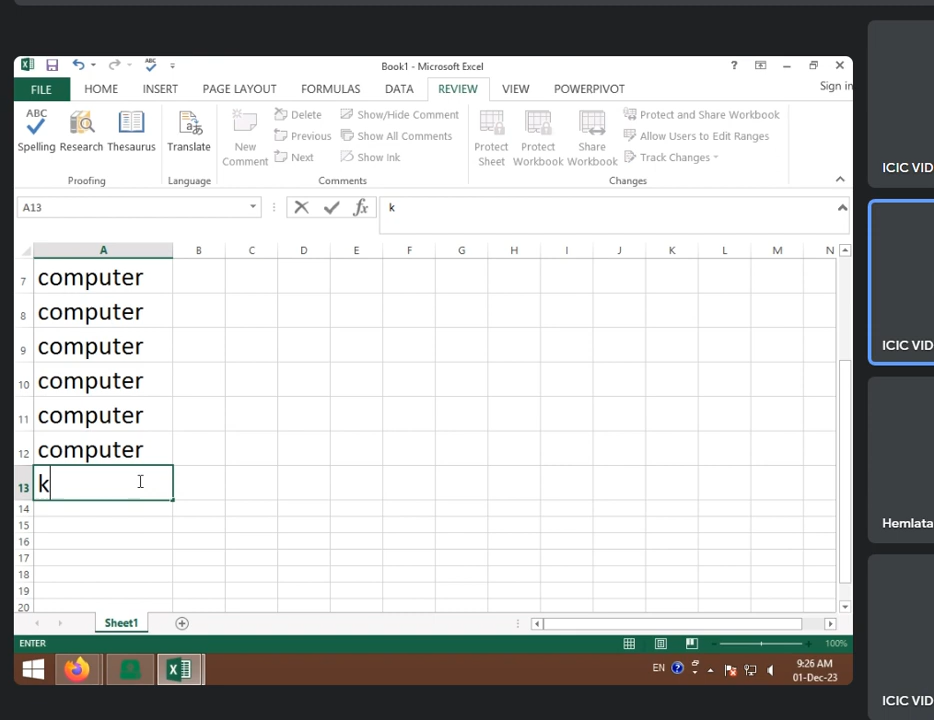 Book1 - Microsoft Excel
FILE HOME INSERT PAGE LAYOUT FORMULAS DATA REVIEW VIEW POWERPIVOT Sign in
ABC Spelling Research Thesaurus
Proofing
Translate
Language
New Comment
Delete
Previous
Next
Show/Hide Comment
Show All Comments
Show Ink
Comments
Protect Sheet
Protect Workbook
Share Workbook
Protect and Share Workbook
Allow Users to Edit Ranges
Track Changes
Changes
A13 fx k
A B C D E F G H I J K L M N
7 computer
8 computer
9 computer
10 computer
11 computer
12 computer
13 k
14
15
16
17
18
19
20
Sheet1
ENTER 100%
EN 9:26 AM
01-Dec-23
ICIC VID
ICIC VID
Hemlata
ICIC VID